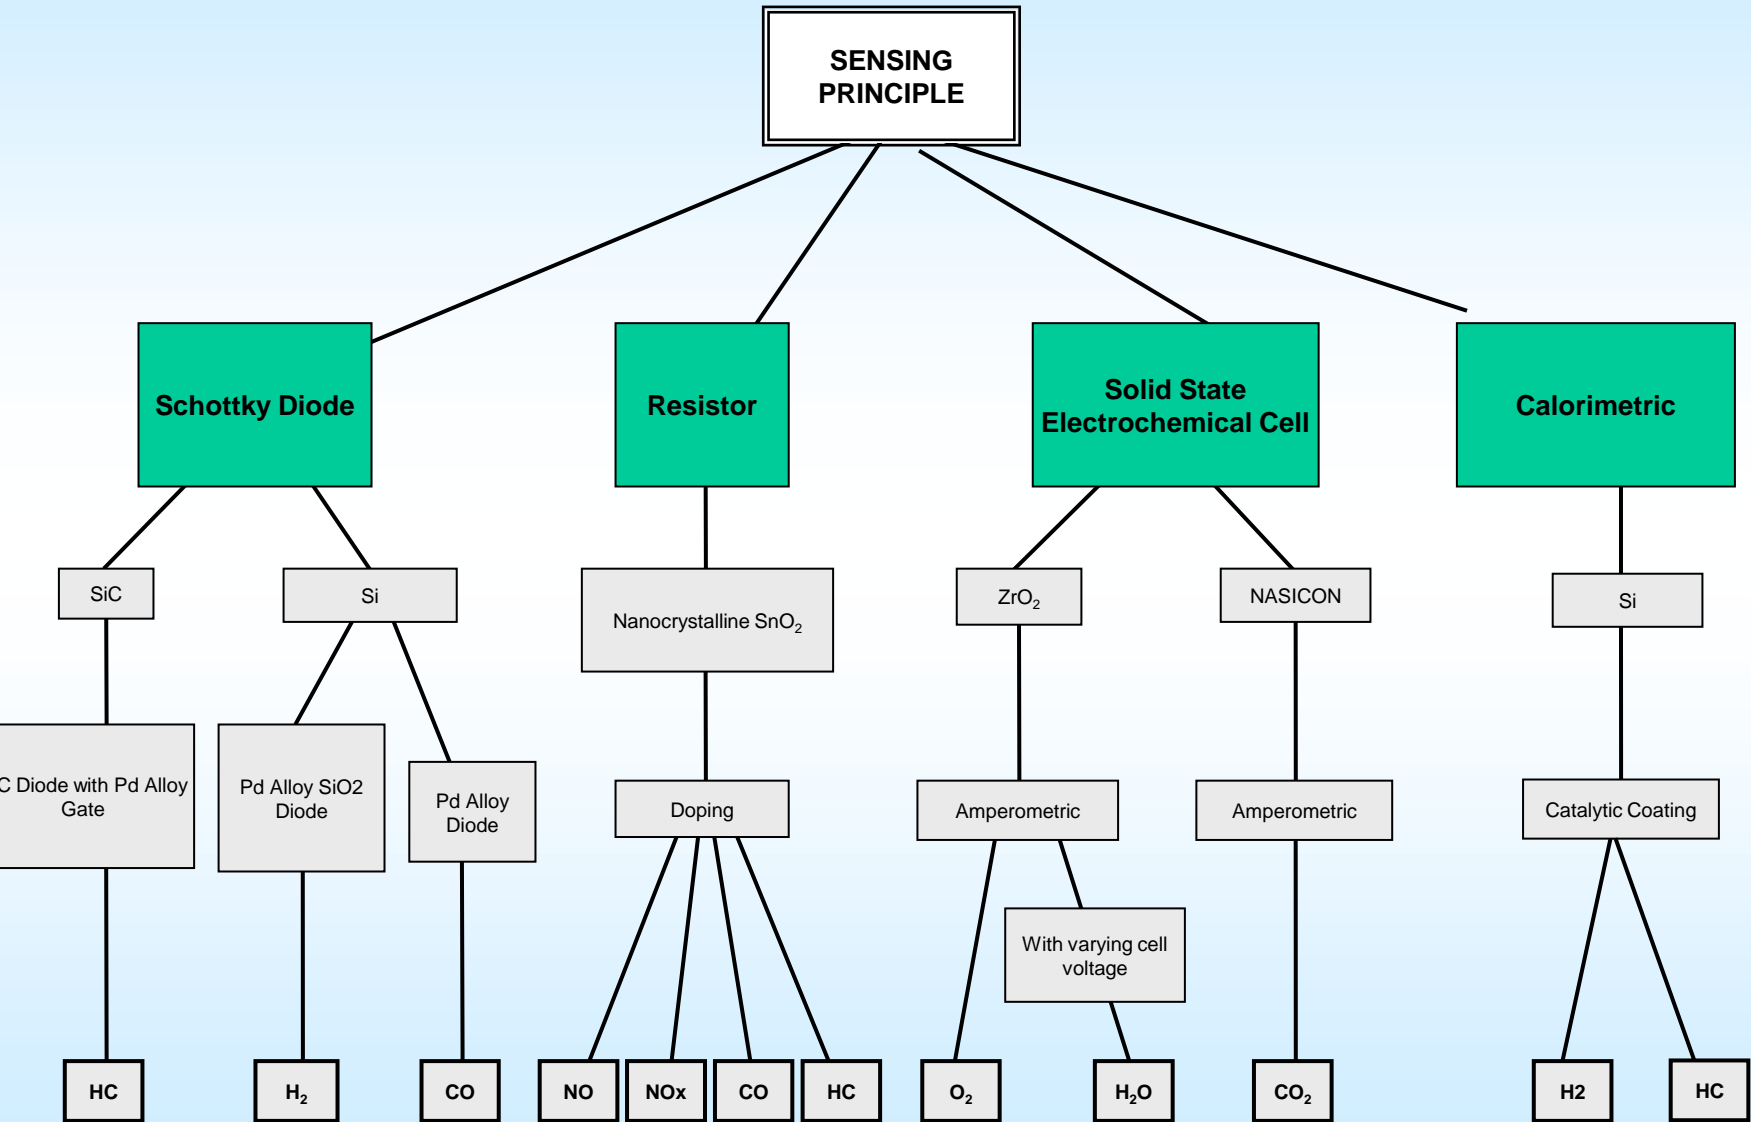 SENSING
PRINCIPLE
Schottky Diode
Resistor
Solid State
Electrochemical Cell
Calorimetric
SiC
Si
Nanocrystalline SnO₂
ZrO₂
NASICON
Si
C Diode with Pd Alloy
Gate
Pd Alloy SiO2
Diode
Pd Alloy
Diode
Doping
Amperometric
Amperometric
Catalytic Coating
With varying cell
voltage
HC
H₂
CO
NO
NOx
CO
HC
O₂
H₂O
CO₂
H2
HC